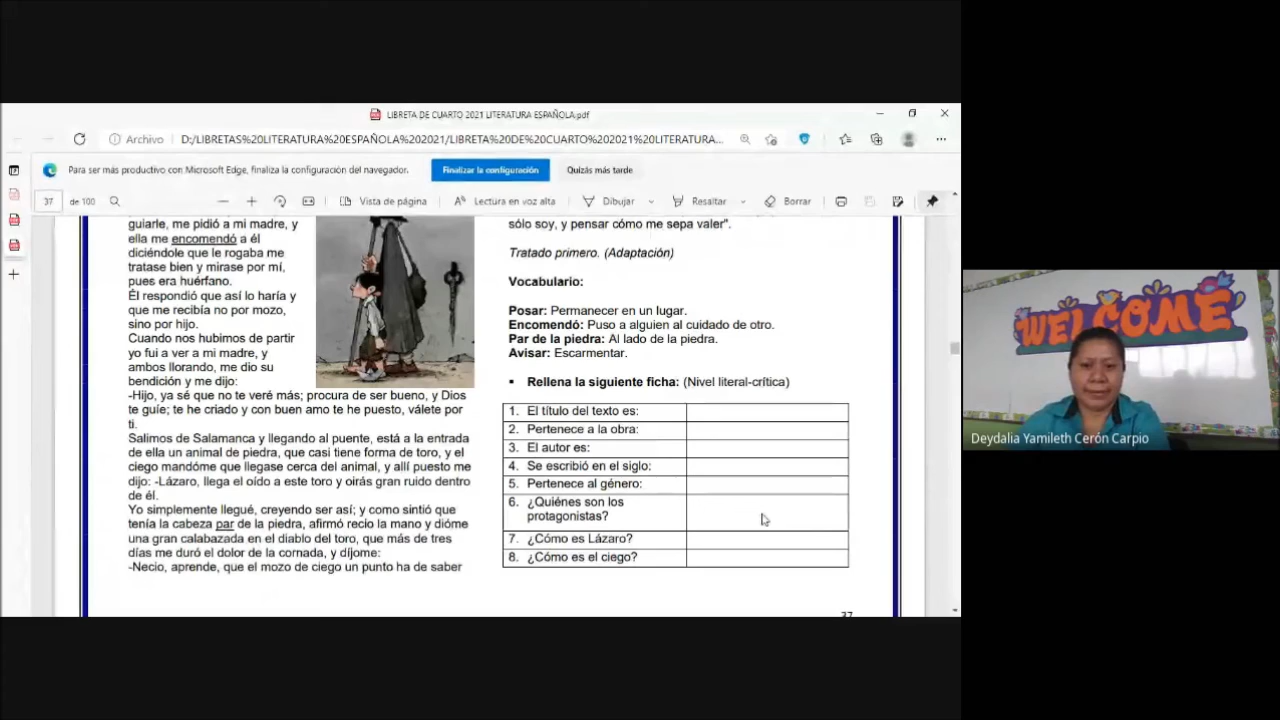 LIBRETA DE CUARTO 2021 LITERATURA ESPAÑOLA.pdf
Archivo
D:/LIBRETAS%20LITERATURA%20ESPAÑOLA%202021/LIBRETA%20DE%20CUARTO%202021%20LITERATURA...
Para ser más productivo con Microsoft Edge, finaliza la configuración del navegador.
Finalizar la configuración
Quizás más tarde
37 de 100
Vista de página
Lectura en voz alta
Dibujar
Resaltar
Borrar
guiarle, me pidió a mi madre, y
ella me encomendó a él
diciéndole que le rogaba me
tratase bien y mirase por mí,
pues era huérfano.
Él respondió que así lo haría y
que me recibía no por mozo,
sino por hijo.
Cuando nos hubimos de partir
yo fui a ver a mi madre, y
ambos llorando, me dio su
bendición y me dijo:
-Hijo, ya sé que no te veré más; procura de ser bueno, y Dios
te guíe; te he criado y con buen amo te he puesto, válete por
ti.
Salimos de Salamanca y llegando al puente, está a la entrada
de ella un animal de piedra, que casi tiene forma de toro, y el
ciego mandóme que llegase cerca del animal, y allí puesto me
dijo: -Lázaro, llega el oído a este toro y oirás gran ruido dentro
de él.
Yo simplemente llegué, creyendo ser así; y como sintió que
tenía la cabeza par de la piedra, afirmó recio la mano y dióme
una gran calabazada en el diablo del toro, que más de tres
días me duró el dolor de la cornada, y díjome:
-Necio, aprende, que el mozo de ciego un punto ha de saber
sólo soy, y pensar cómo me sepa valer".
Tratado primero. (Adaptación)
Vocabulario:
Posar: Permanecer en un lugar.
Encomendó: Puso a alguien al cuidado de otro.
Par de la piedra: Al lado de la piedra.
Avisar: Escarmentar.
▪ Rellena la siguiente ficha: (Nivel literal-crítica)
1. El título del texto es:
2. Pertenece a la obra:
3. El autor es:
4. Se escribió en el siglo:
5. Pertenece al género:
6. ¿Quiénes son los
protagonistas?
7. ¿Cómo es Lázaro?
8. ¿Cómo es el ciego?
37
WELCOME
Deydalia Yamileth Cerón Carpio